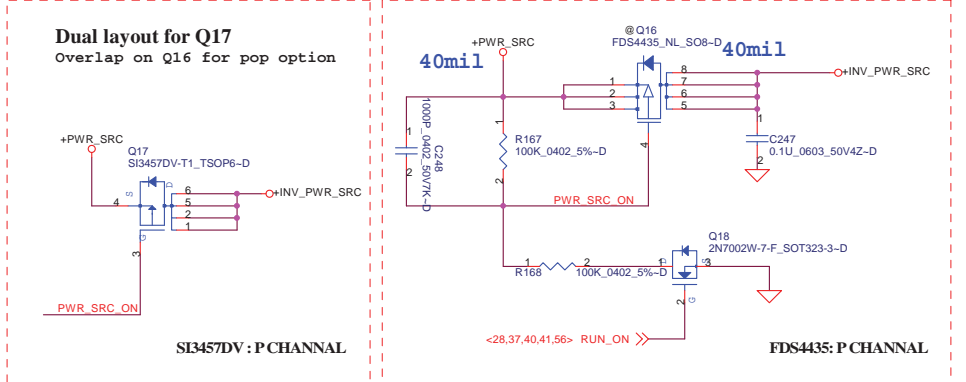 Dual layout for Q17
Overlap on Q16 for pop option
+PWR_SRC
Q17
SI3457DV-T1_TSOP6~D
S
D
4
6
5
2
1
+INV_PWR_SRC
G
3
PWR_SRC_ON
SI3457DV : P CHANNAL
@Q16
FDS4435_NL_SO8~D
+PWR_SRC
40mil
40mil
1
2
3
8
7
6
5
+INV_PWR_SRC
4
1
2
C248
1000P_0402_50V7K~D
1
R167
100K_0402_5%~D
2
1
C247
0.1U_0603_50V4Z~D
2
PWR_SRC_ON
Q18
2N7002W-7-F_SOT323-3~D
1
R168
2
100K_0402_5%~D
1
D
S
3
2
G
<28,37,40,41,56> RUN_ON
FDS4435: P CHANNAL